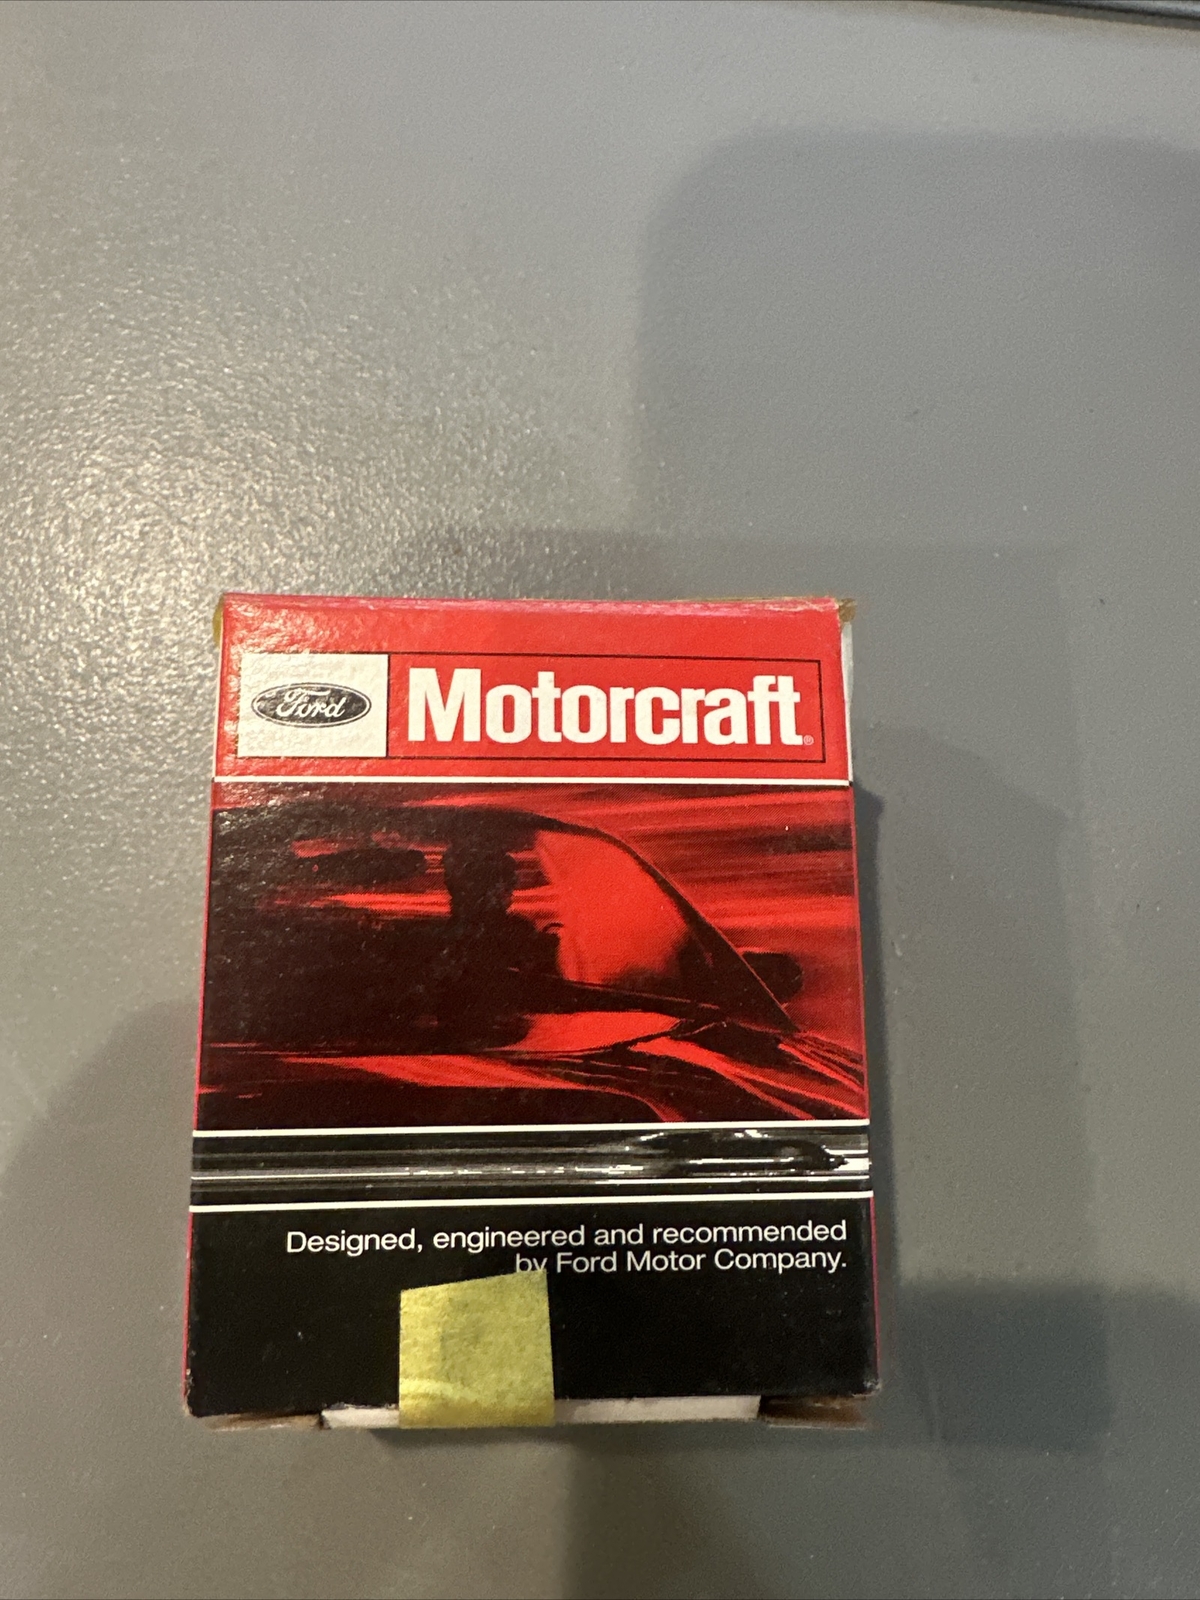 Ford
Motorcraft®
Designed, engineered and recommended
by Ford Motor Company.